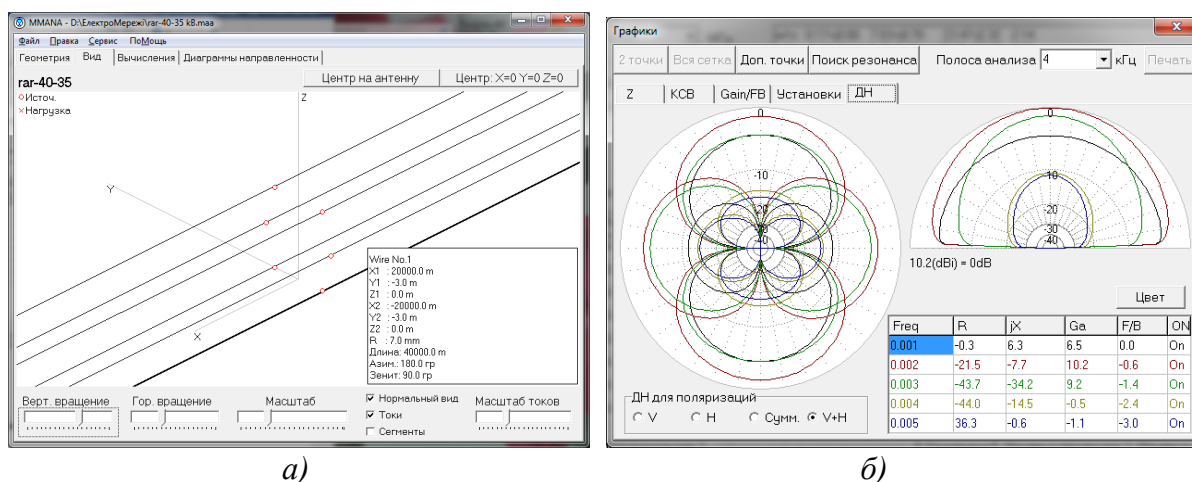 MMANA - D:\ЕлектроМережі\rar-40-35 kB.maa
Файл Правка Сервис ПоМощь
Геометрия Вид Вычисления Диаграммы направленности
rar-40-35
Центр на антенну Центр: X=0 Y=0 Z=0
Источ.
Нагрузка
Z
Y
X
Wire No.1
X1 : 20000.0 m
Y1 : -3.0 m
Z1 : 0.0 m
X2 : -20000.0 m
Y2 : -3.0 m
Z2 : 0.0 m
R : 7.0 mm
Длина: 40000.0 m
Азим.: 180.0 гр
Зенит: 90.0 гр
Верт. вращение Гор. вращение Масштаб
Нормальный вид
Токи
Сегменты
Масштаб токов
а)
Графики
2 точки Вся сетка Доп. точки Поиск резонанса Полоса анализа 4 кГц Печать
Z КСВ Gain/FB Установки ДН
0
-10
-20
-30
-40
0
-10
-20
-30
-40
10.2(dBi) = 0dB
Цвет
Freq R jX Ga F/B ON
0.001 -0.3 6.3 6.5 0.0 On
0.002 -21.5 -7.7 10.2 -0.6 On
0.003 -43.7 -34.2 9.2 -1.4 On
0.004 -44.0 -14.5 -0.5 -2.4 On
0.005 36.3 -0.6 -1.1 -3.0 On
ДН для поляризаций
V H Сумм. V+H
б)